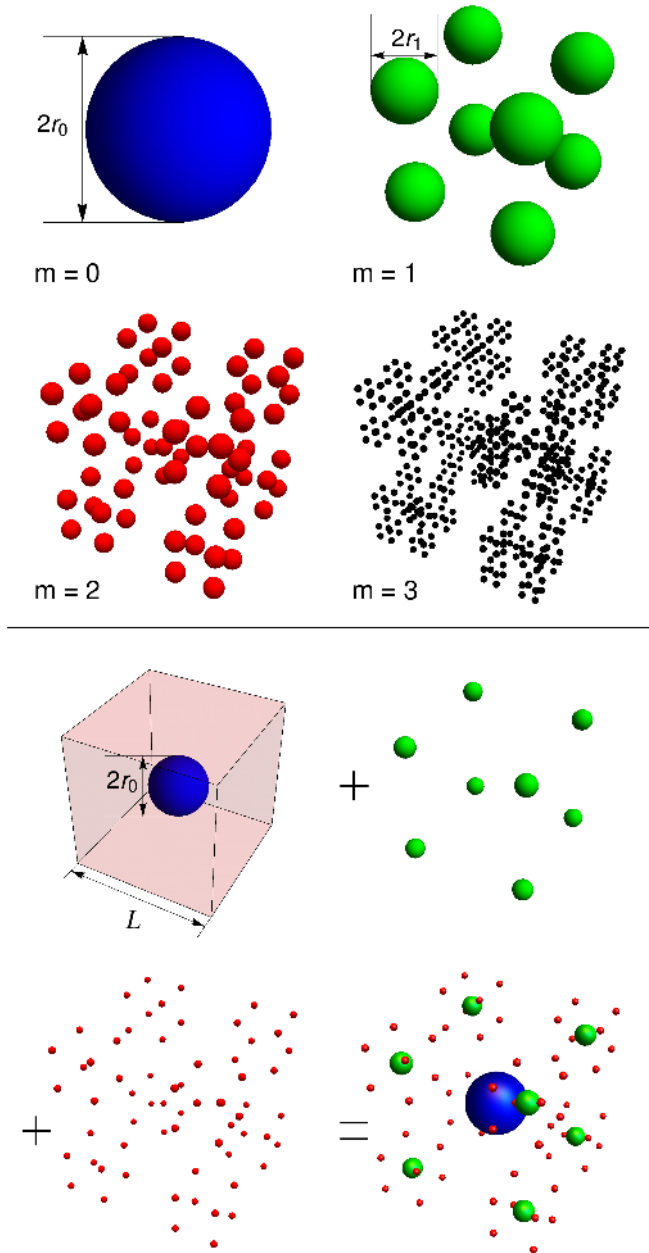 2r₀
2r₁
m = 0
m = 1
m = 2
m = 3
2r₀
+
L
+
=